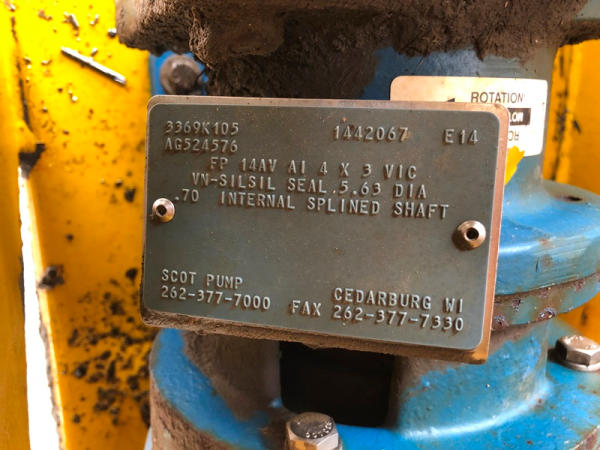 ROTATION
3369K105 1442067 E14
AG524576
FP 14AV AI 4 X 3 VIC
VN-SILSIL SEAL .5.63 DIA
.70 INTERNAL SPLINED SHAFT
SCOT PUMP CEDARBURG WI
262-377-7000 FAX 262-377-7330